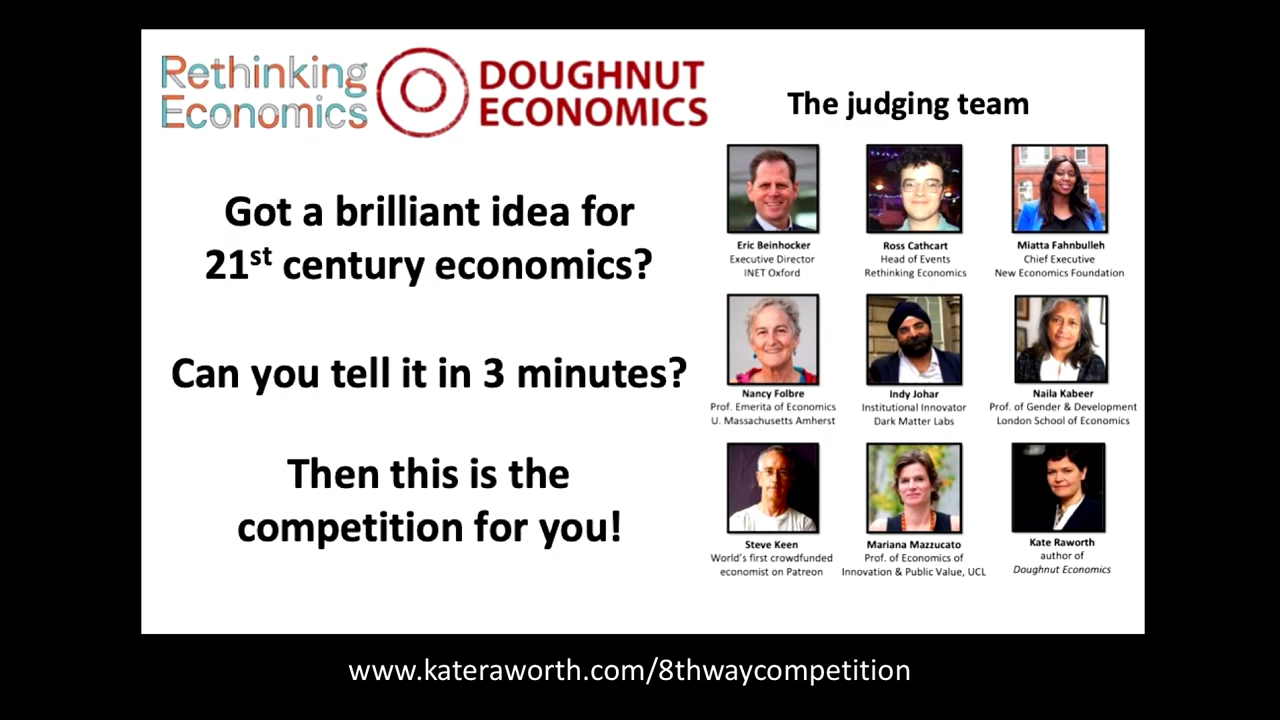 Rethinking
Economics
DOUGHNUT
ECONOMICS
Got a brilliant idea for
21st century economics?
Can you tell it in 3 minutes?
Then this is the
competition for you!
The judging team
Eric Beinhocker
Executive Director
INET Oxford
Ross Cathcart
Head of Events
Rethinking Economics
Miatta Fahnbulleh
Chief Executive
New Economics Foundation
Nancy Folbre
Prof. Emerita of Economics
U. Massachusetts Amherst
Indy Johar
Institutional Innovator
Dark Matter Labs
Naila Kabeer
Prof. of Gender & Development
London School of Economics
Steve Keen
World's first crowdfunded
economist on Patreon
Mariana Mazzucato
Prof. of Economics of
Innovation & Public Value, UCL
Kate Raworth
author of
Doughnut Economics
www.kateraworth.com/8thwaycompetition